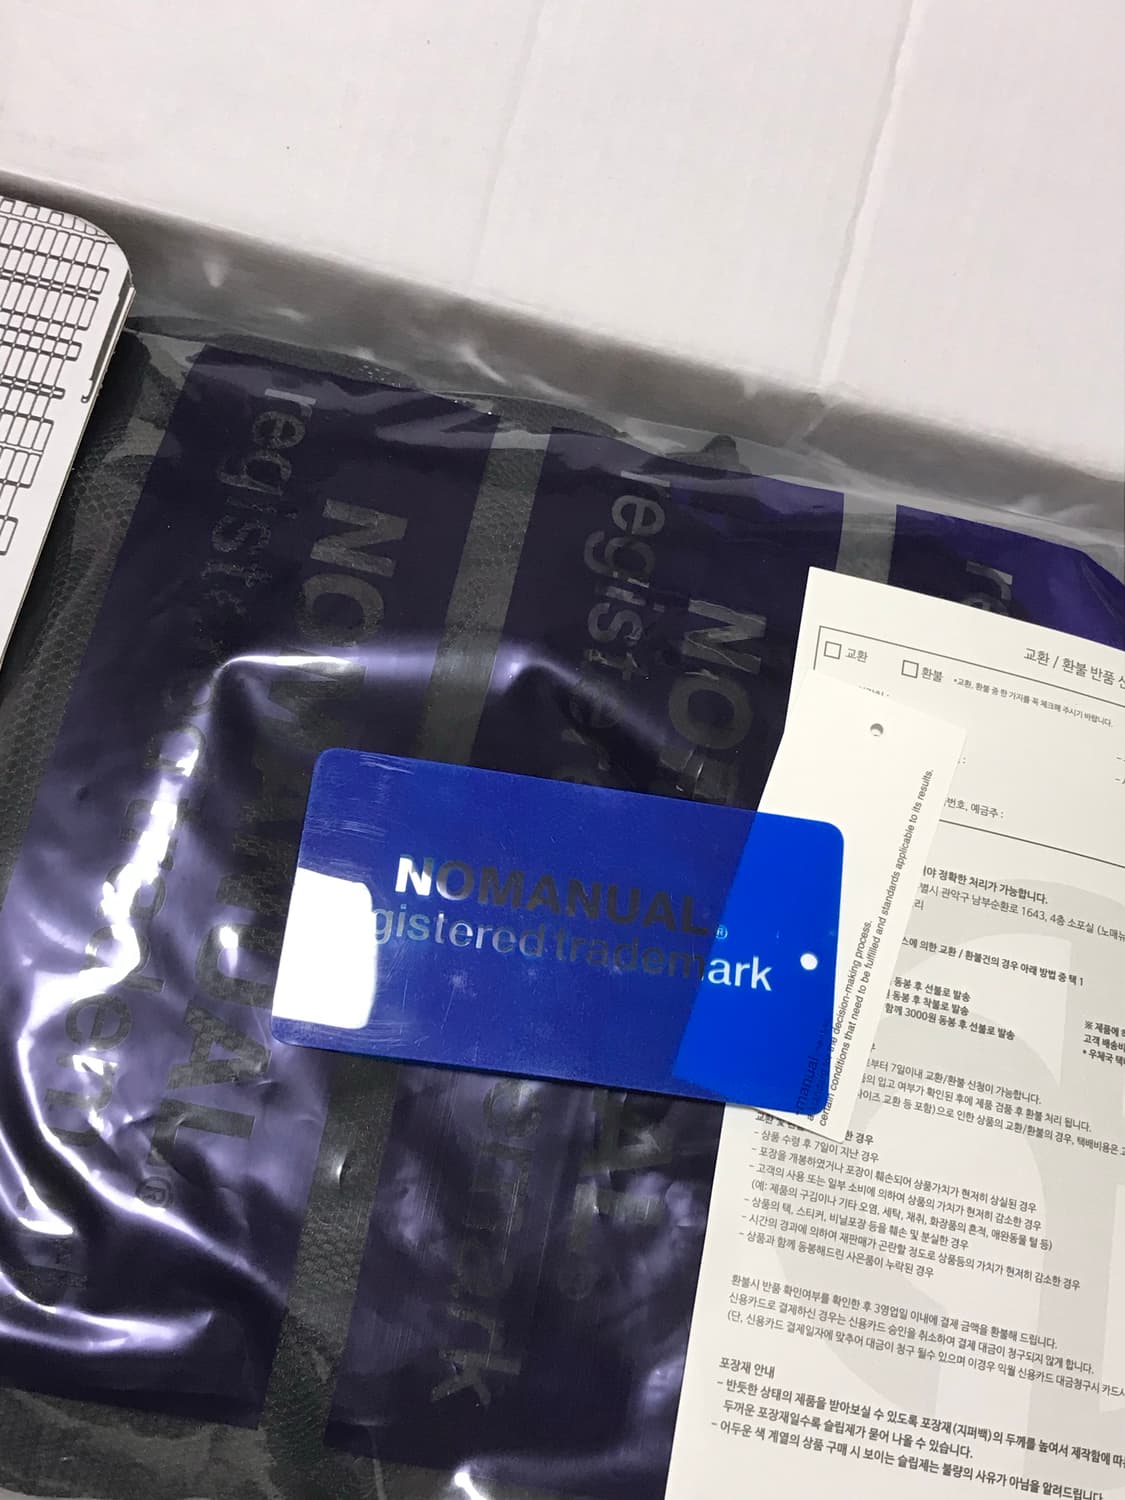 regist
NOMANUAL®
registe
NO
NOMANUAL®
gistered trademark
manual
the decision-making process.
certain conditions that need to be fulfilled and standards applicable to its results.
교환 / 환불 반품
교환
환불
*교환, 환불 중 한 가지를 꼭 체크해 주시기 바랍니다.
번호, 예금주 :
야 정확한 처리가 가능합니다.
별시 관악구 남부순환로 1643, 4층 소포실 (노매뉴
리
스에 의한 교환 / 환불건의 경우 아래 방법 중 택 1
동봉 후 선불로 발송
동봉 후 착불로 발송
함께 3000원 동봉 후 선불로 발송
※ 제품에
고객 배송비
* 우체국 택
부터 7일이내 교환/환불 신청이 가능합니다.
의 입고 여부가 확인된 후에 제품 검품 후 환불 처리 됩니다.
사이즈 교환 등 포함)으로 인한 상품의 교환/환불의 경우, 택배비용은
한 경우
- 상품 수령 후 7일이 지난 경우
- 포장을 개봉하였거나 포장이 훼손되어 상품가치가 현저히 상실된 경우
- 고객의 사용 또는 일부 소비에 의하여 상품의 가치가 현저히 감소한 경우
(예: 제품의 구김이나 기타 오염, 세탁, 채취, 화장품의 흔적, 애완동물 털 등)
- 상품의 택, 스티커, 비닐포장 등을 훼손 및 분실한 경우
- 시간의 경과에 의하여 재판매가 곤란할 정도로 상품등의 가치가 현저히 감소한 경우
- 상품과 함께 동봉해드린 사은품이 누락된 경우
환불시 반품 확인여부를 확인한 후 3영업일 이내에 결제 금액을 환불해 드립니다.
신용카드로 결제하신 경우는 신용카드 승인을 취소하여 결제 대금이 청구되지 않게 합니다.
(단, 신용카드 결제일자에 맞추어 대금이 청구 될수 있으며 이경우 익월 신용카드 대금청구시 카드사
포장재 안내
- 반듯한 상태의 제품을 받아보실 수 있도록 포장재(지퍼백)의 두께를 높여서 제작함에 따
두꺼운 포장재일수록 슬립제가 묻어 나올 수 있습니다.
- 어두운 색 계열의 상품 구매 시 보이는 슬립제는 불량의 사유가 아님을 알려드립니다.